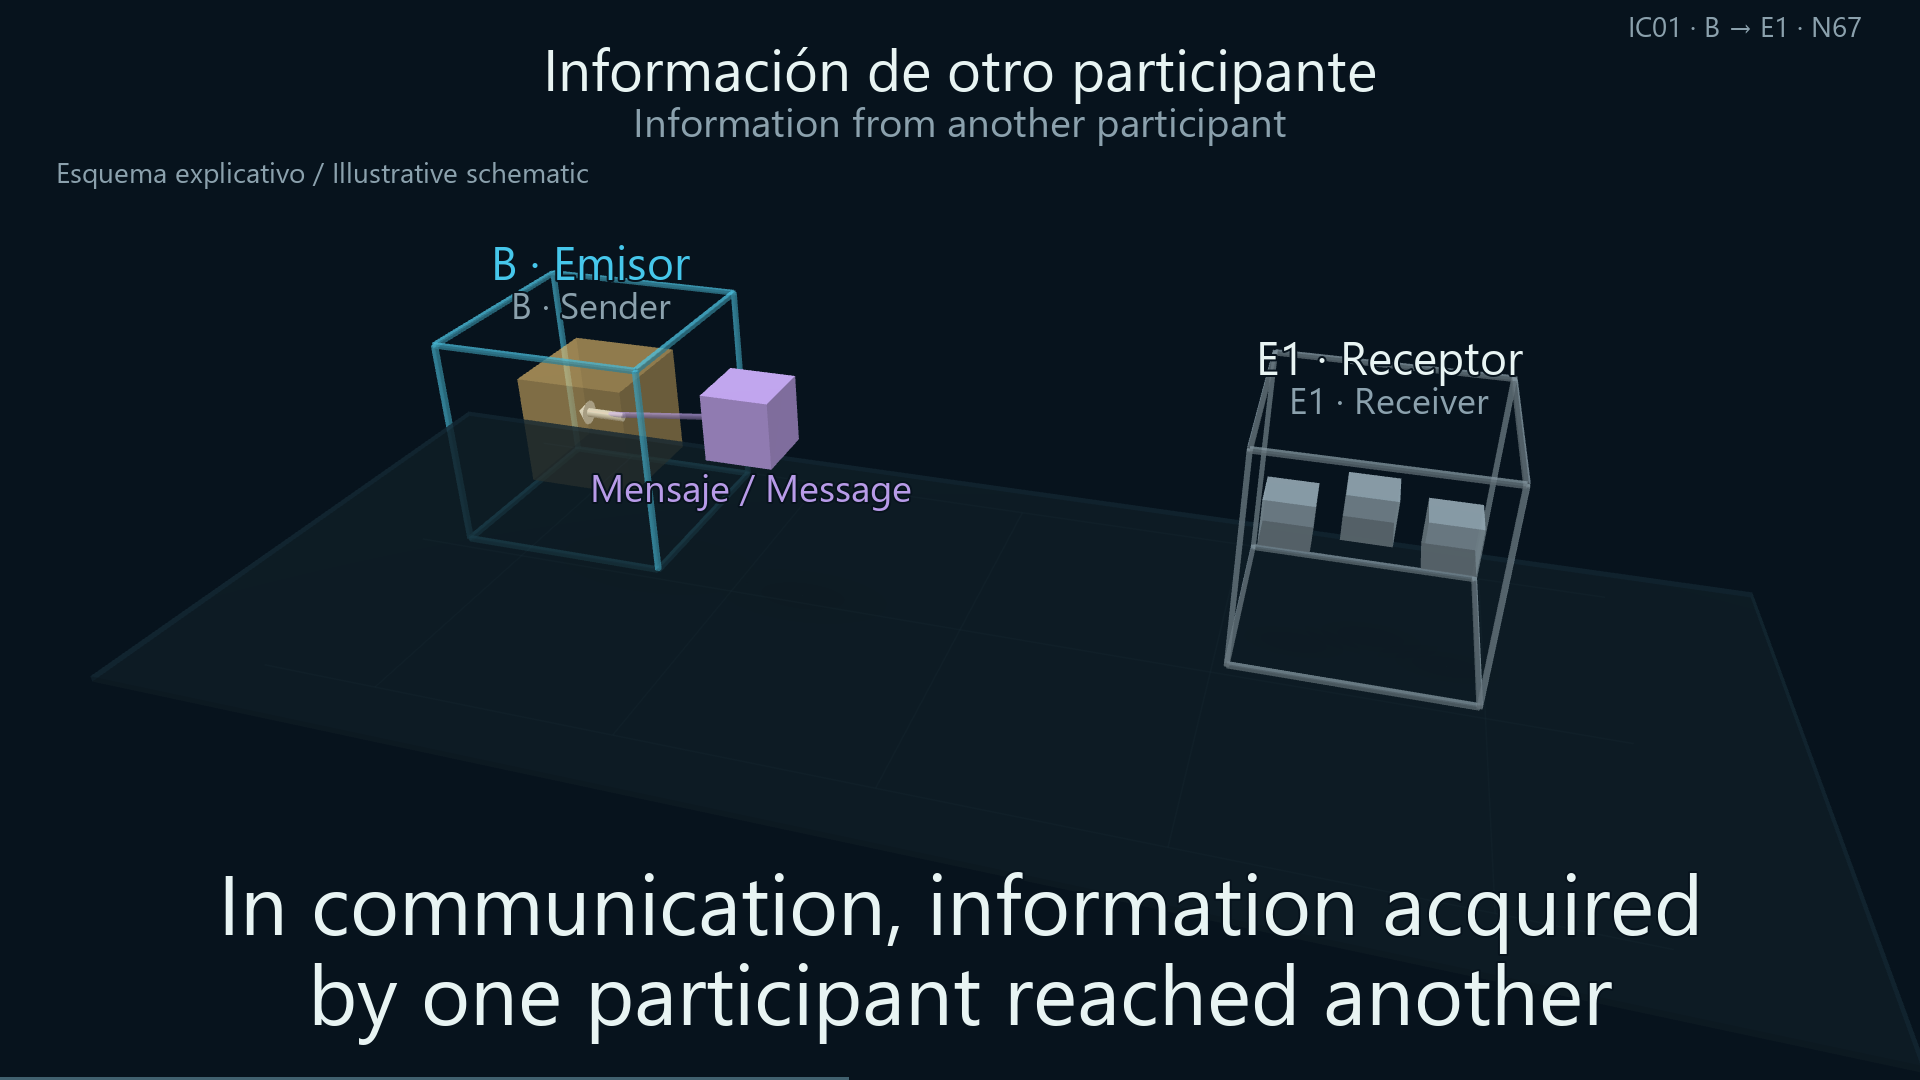 IC01 · B → E1 · N67
Información de otro participante
Information from another participant
Esquema explicativo / Illustrative schematic
B · Emisor
B · Sender
E1 · Receptor
E1 · Receiver
Mensaje / Message
In communication, information acquired
by one participant reached another